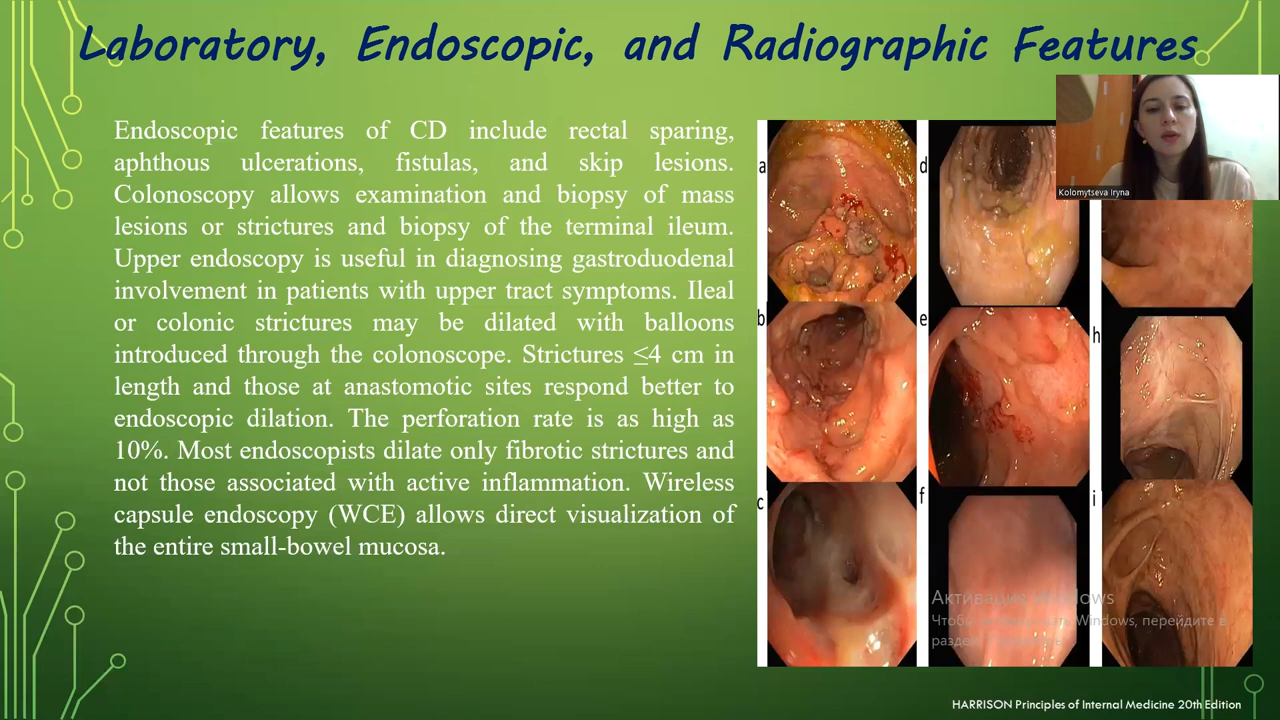 Laboratory, Endoscopic, and Radiographic Features
Endoscopic features of CD include rectal sparing,
aphthous ulcerations, fistulas, and skip lesions.
Colonoscopy allows examination and biopsy of mass
lesions or strictures and biopsy of the terminal ileum.
Upper endoscopy is useful in diagnosing gastroduodenal
involvement in patients with upper tract symptoms. Ileal
or colonic strictures may be dilated with balloons
introduced through the colonoscope. Strictures ≤4 cm in
length and those at anastomotic sites respond better to
endoscopic dilation. The perforation rate is as high as
10%. Most endoscopists dilate only fibrotic strictures and
not those associated with active inflammation. Wireless
capsule endoscopy (WCE) allows direct visualization of
the entire small-bowel mucosa.
a
d
b
e
h
c
f
i
Kolomytseva Iryna
Активация Windows
Чтобы Windows, перейдите в
раздел
HARRISON Principles of Internal Medicine 20th Edition